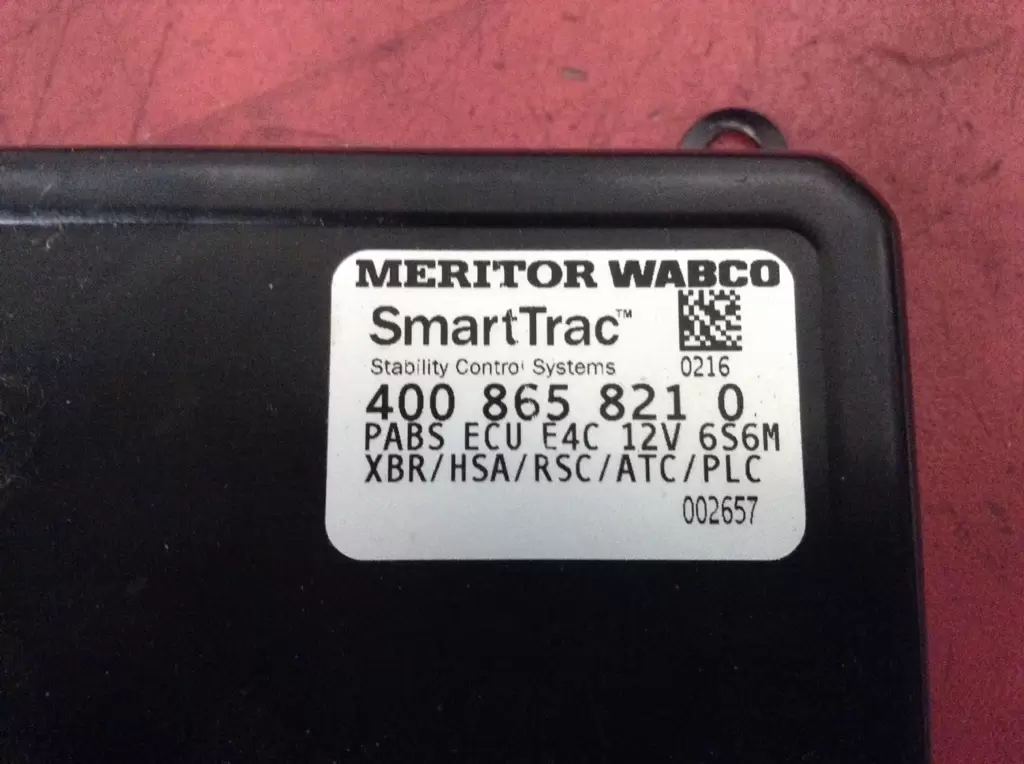 MERITOR WABCO
SmartTrac™
Stability Control Systems
0216
400 865 821 0
PABS ECU E4C 12V 6S6M
XBR/HSA/RSC/ATC/PLC
002657